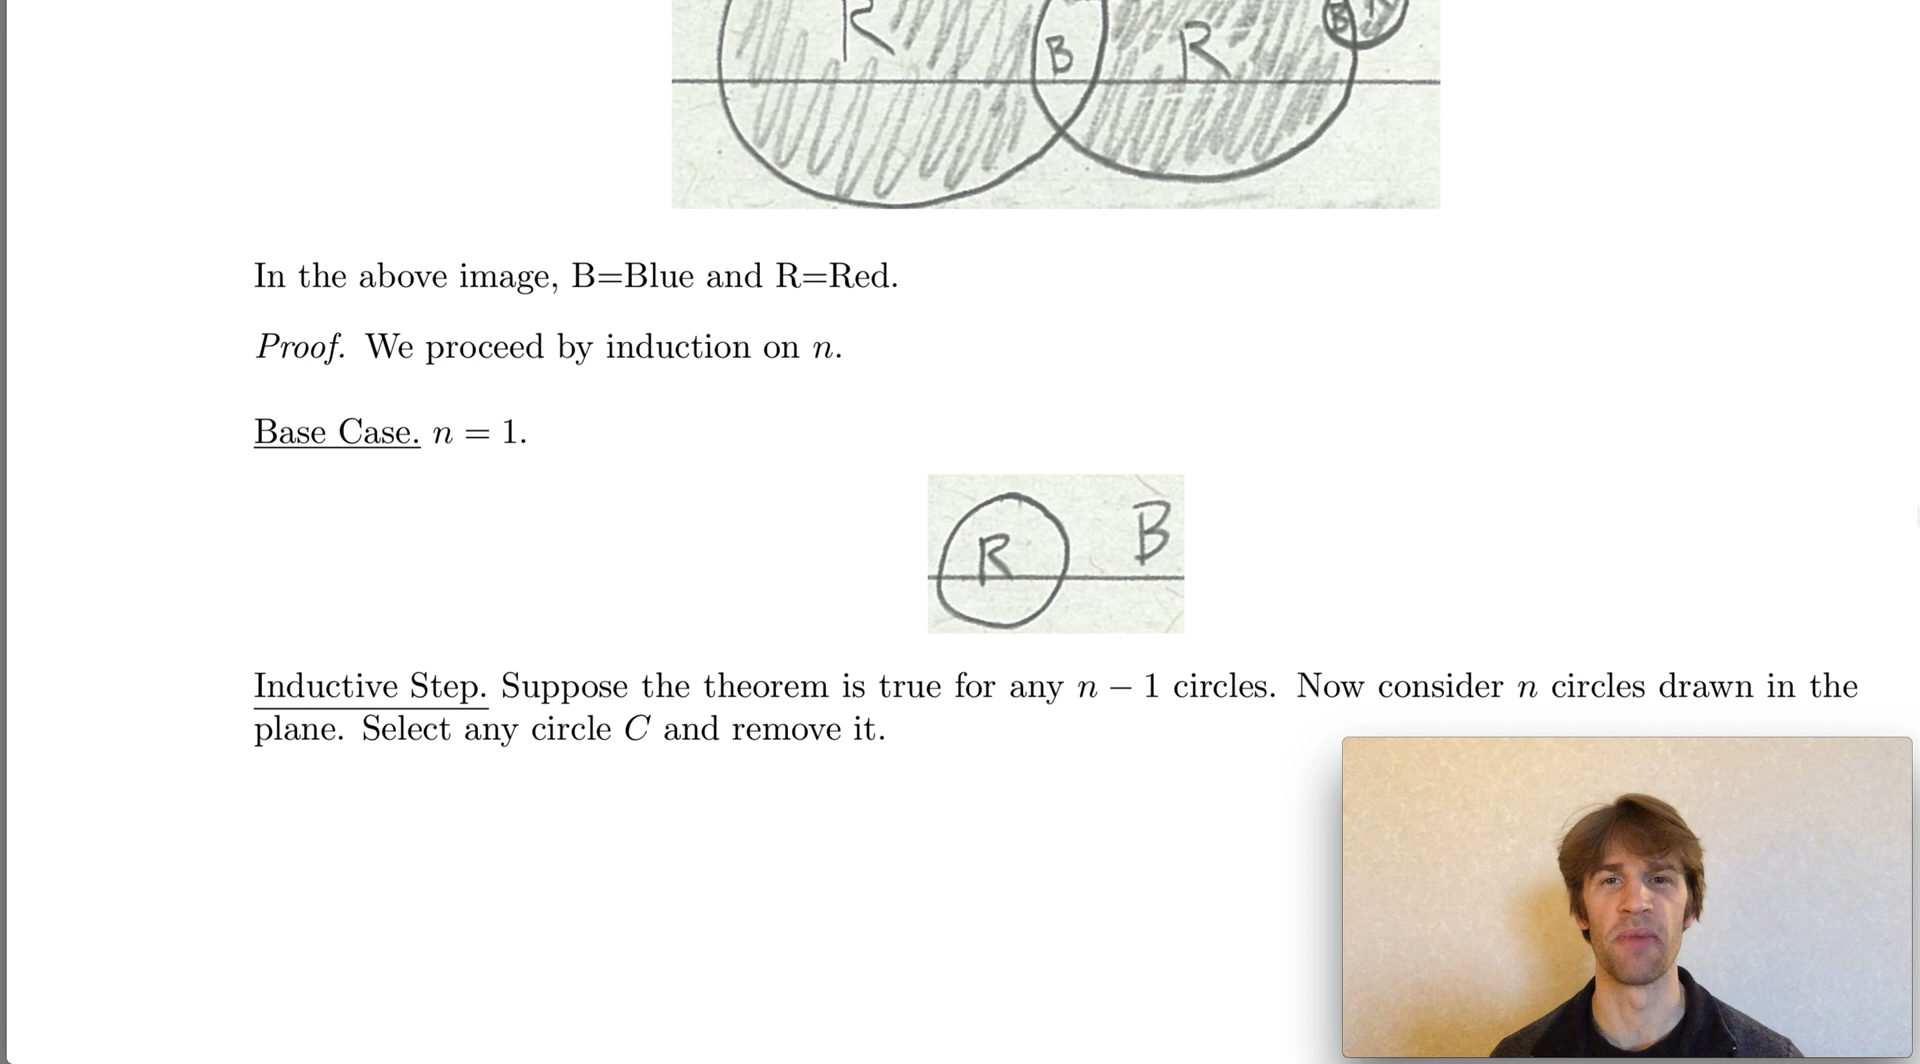 R B R B
In the above image, B=Blue and R=Red.
Proof. We proceed by induction on n.
Base Case. n = 1.
R B
Inductive Step. Suppose the theorem is true for any n − 1 circles. Now consider n circles drawn in the
plane. Select any circle C and remove it.